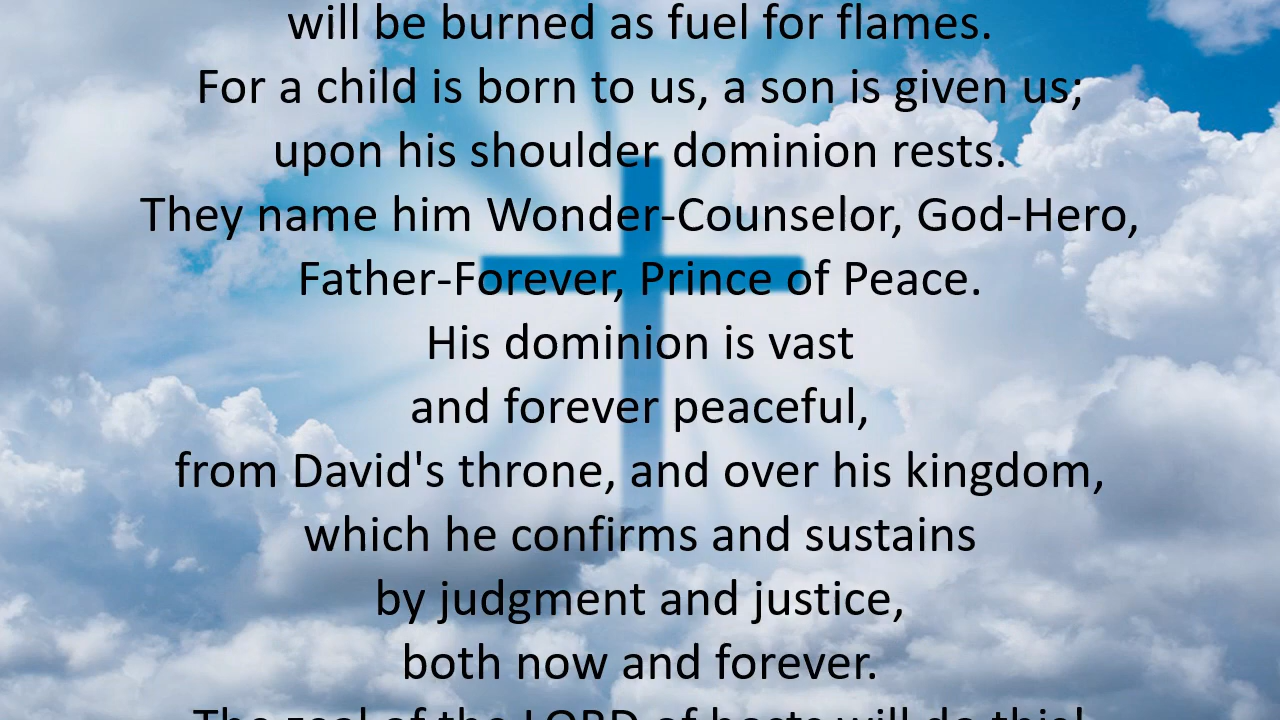 will be burned as fuel for flames.
For a child is born to us, a son is given us;
upon his shoulder dominion rests.
They name him Wonder-Counselor, God-Hero,
Father-Forever, Prince of Peace.
His dominion is vast
and forever peaceful,
from David's throne, and over his kingdom,
which he confirms and sustains
by judgment and justice,
both now and forever.
The zeal of the LORD of hosts will do this!